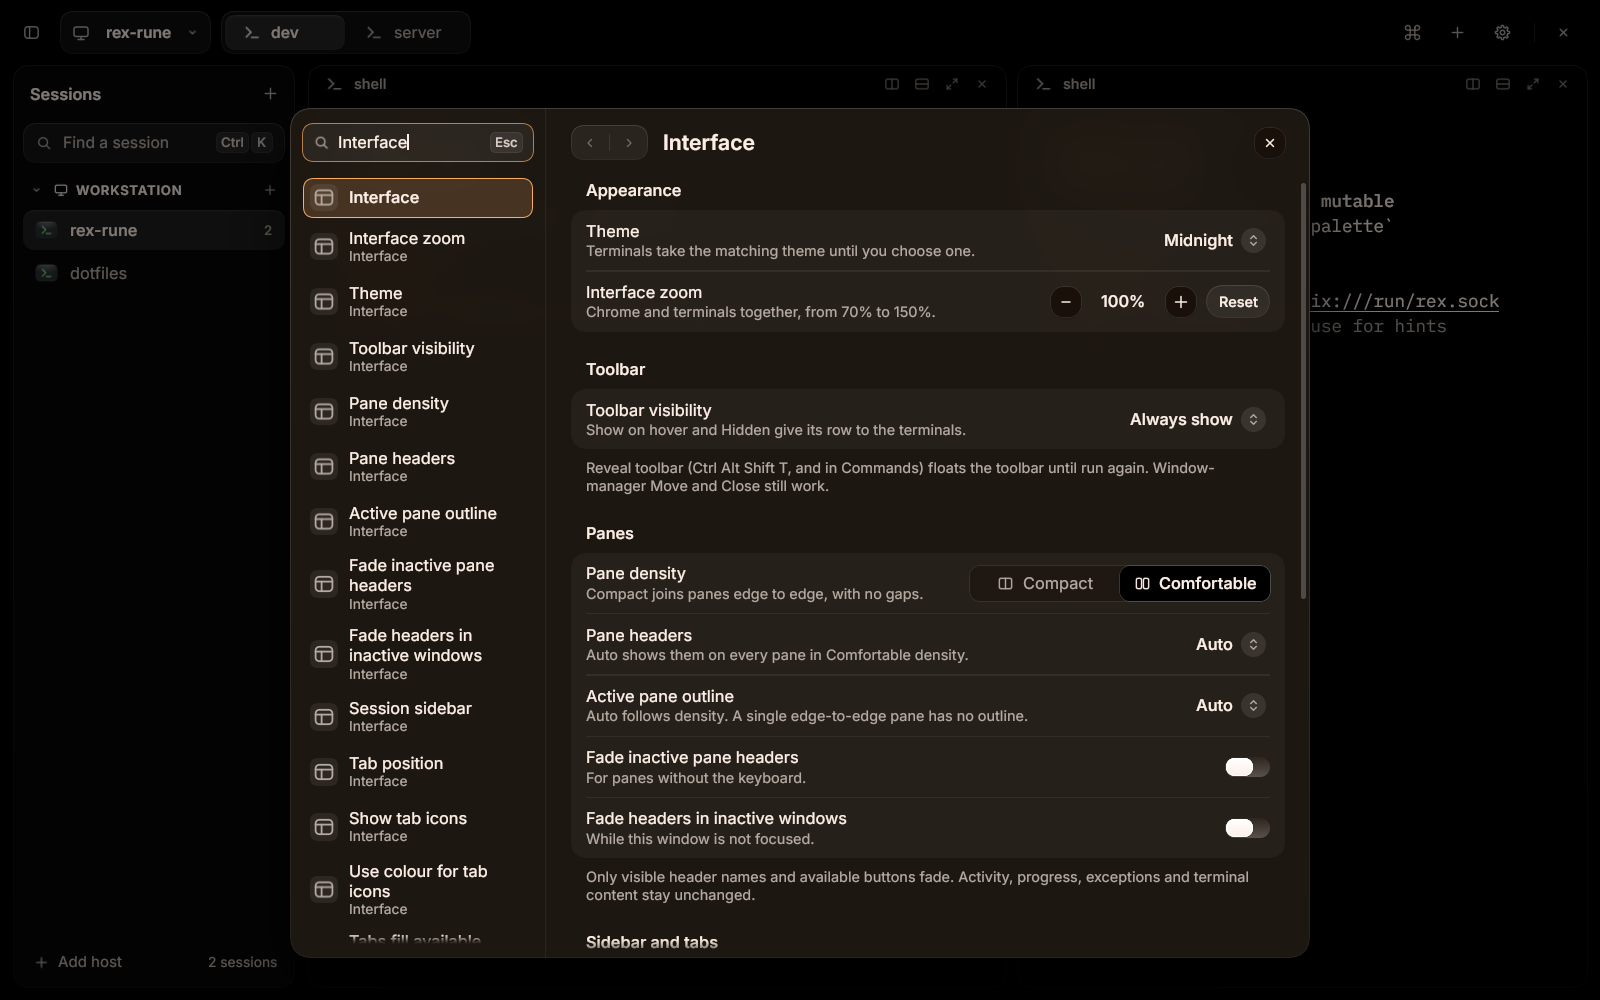 rex-rune
dev
server
Sessions
Find a session
Ctrl K
WORKSTATION
rex-rune 2
dotfiles
Add host
2 sessions
shell
shell
mutable
palette`
ix:///run/rex.sock
use for hints
Interface
Esc
Interface
Interface zoom
Interface
Theme
Interface
Toolbar visibility
Interface
Pane density
Interface
Pane headers
Interface
Active pane outline
Interface
Fade inactive pane
headers
Interface
Fade headers in
inactive windows
Interface
Session sidebar
Interface
Tab position
Interface
Show tab icons
Interface
Use colour for tab
icons
Interface
Tabs fill available
Interface
Appearance
Theme
Terminals take the matching theme until you choose one.
Midnight
Interface zoom
Chrome and terminals together, from 70% to 150%.
100%
Reset
Toolbar
Toolbar visibility
Show on hover and Hidden give its row to the terminals.
Always show
Reveal toolbar (Ctrl Alt Shift T, and in Commands) floats the toolbar until run again. Window-
manager Move and Close still work.
Panes
Pane density
Compact joins panes edge to edge, with no gaps.
Compact
Comfortable
Pane headers
Auto shows them on every pane in Comfortable density.
Auto
Active pane outline
Auto follows density. A single edge-to-edge pane has no outline.
Auto
Fade inactive pane headers
For panes without the keyboard.
Fade headers in inactive windows
While this window is not focused.
Only visible header names and available buttons fade. Activity, progress, exceptions and terminal
content stay unchanged.
Sidebar and tabs